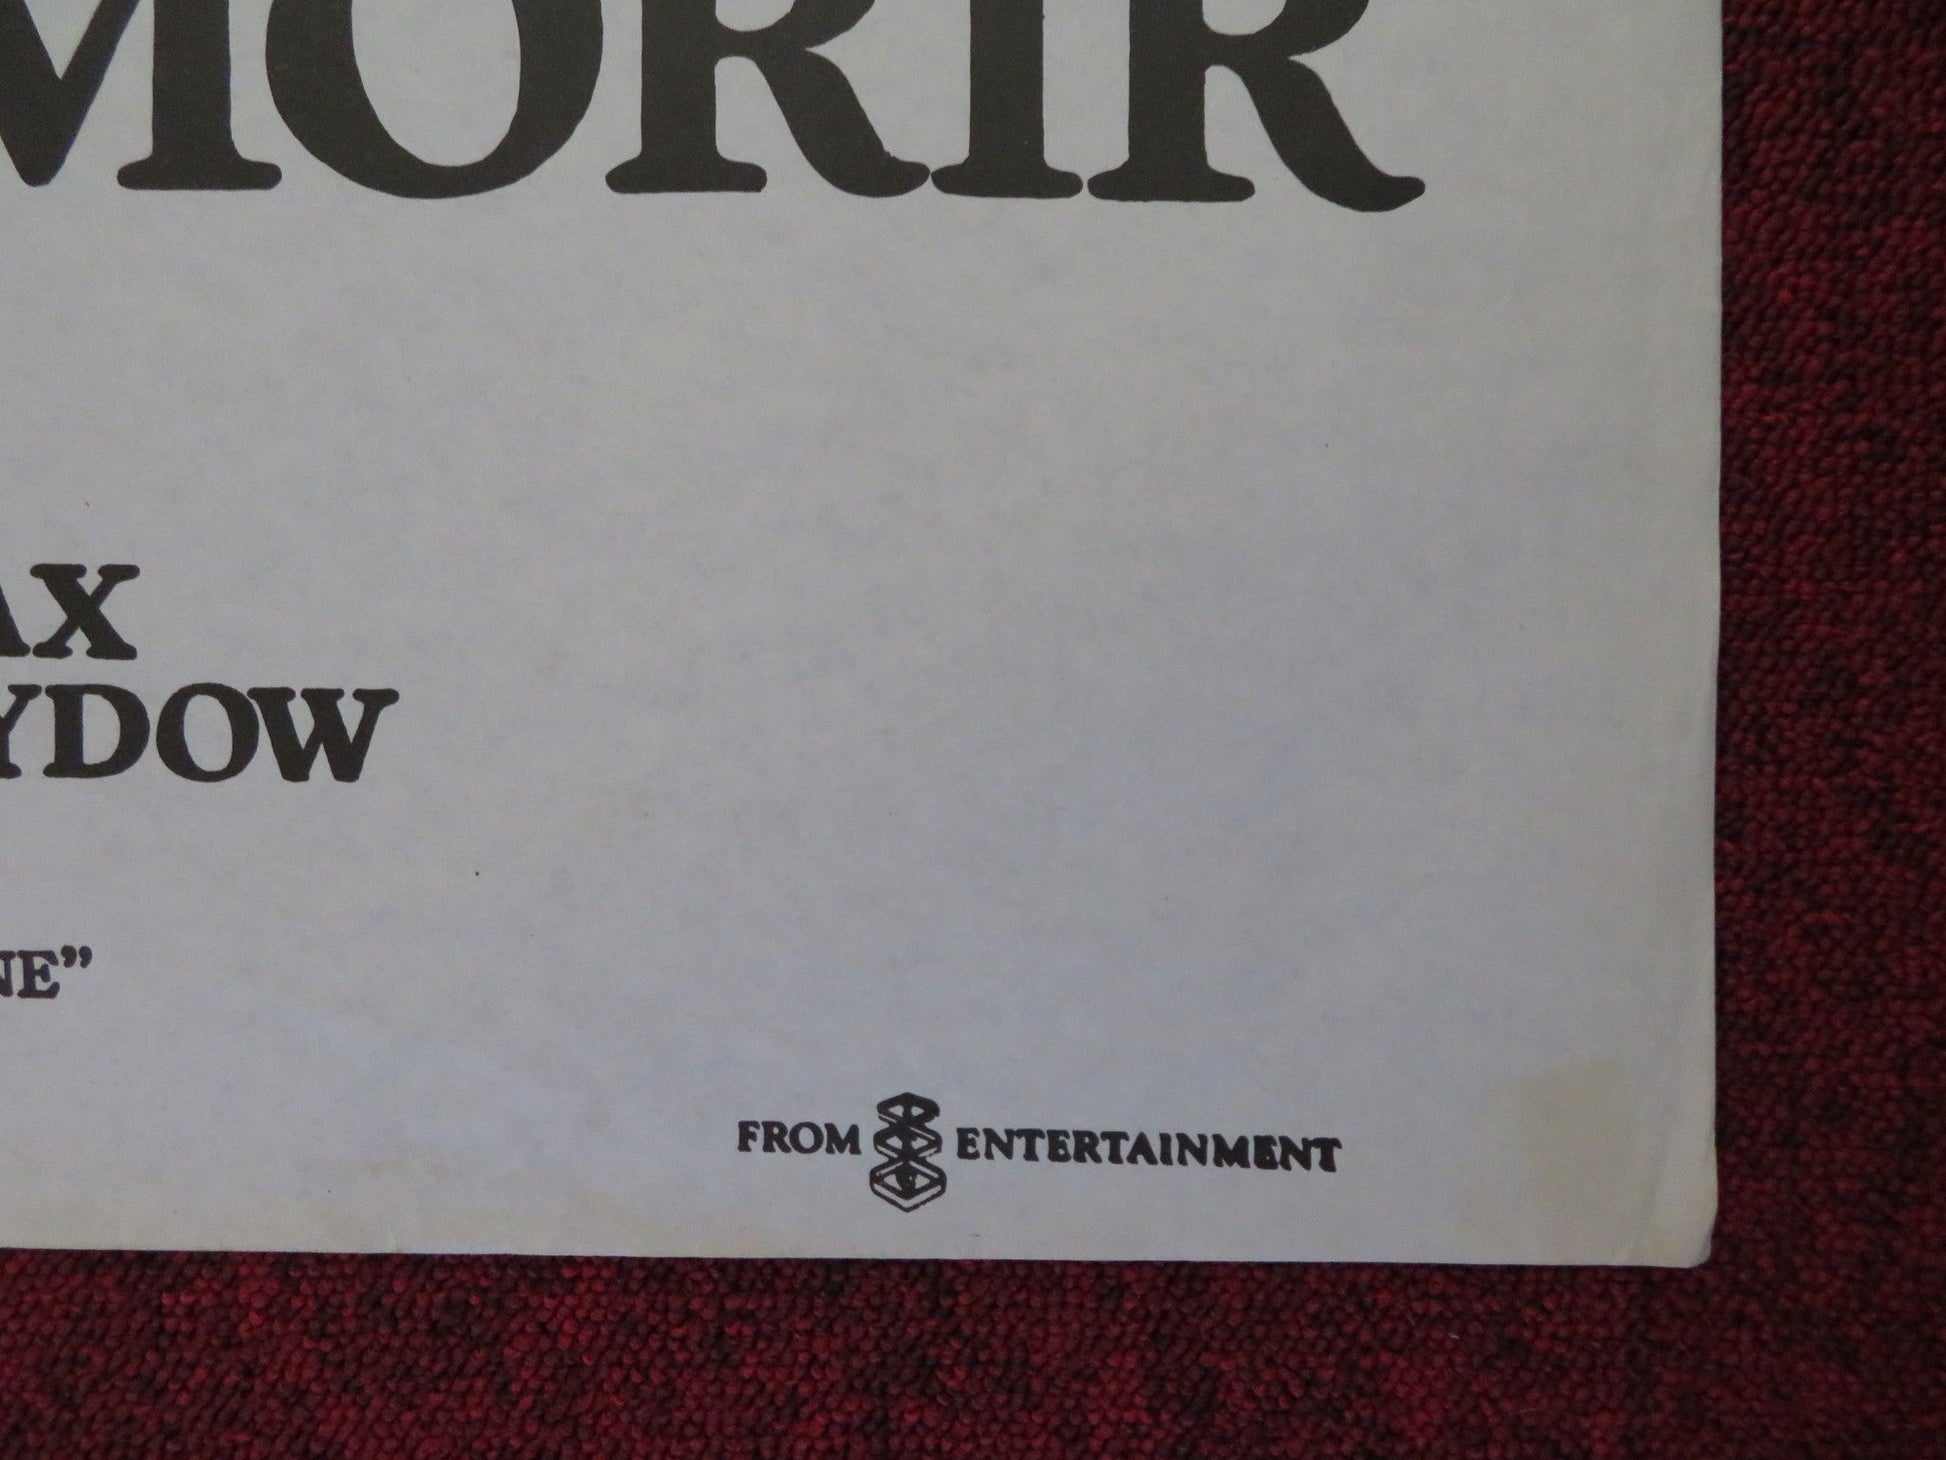 MORIR
AX
YDOW
NE”
FROM ENTERTAINMENT